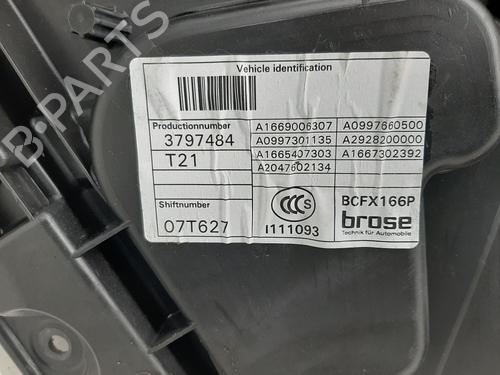 Vehicle identification
Productionnumber
3797484
T21
Shiftnumber
07T627
A1669006307 A0997660500
A0997301135 A2928200000
A1665407303 A1667302392
A2047602134
CCC S
I111093
BCFX166P
brose
Technik für Automobile
B-PARTS